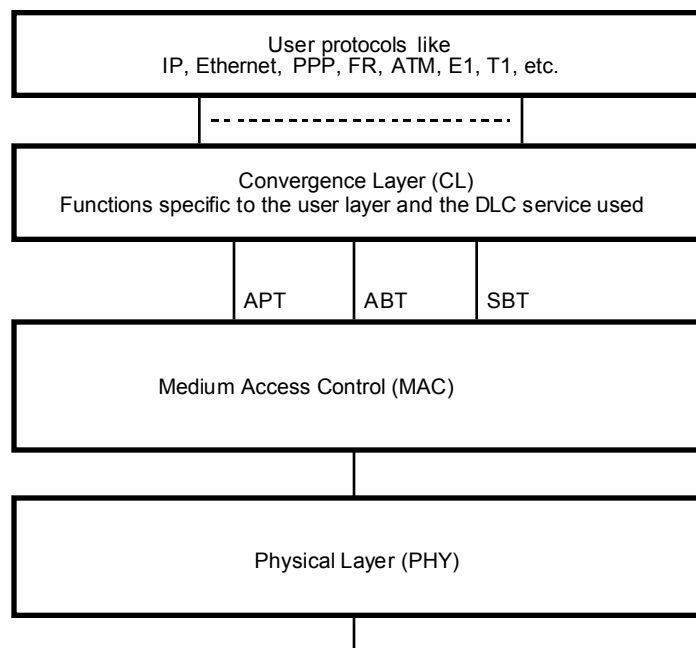 User protocols like
IP, Ethernet, PPP, FR, ATM, E1, T1, etc.
Convergence Layer (CL)
Functions specific to the user layer and the DLC service used
APT ABT SBT
Medium Access Control (MAC)
Physical Layer (PHY)